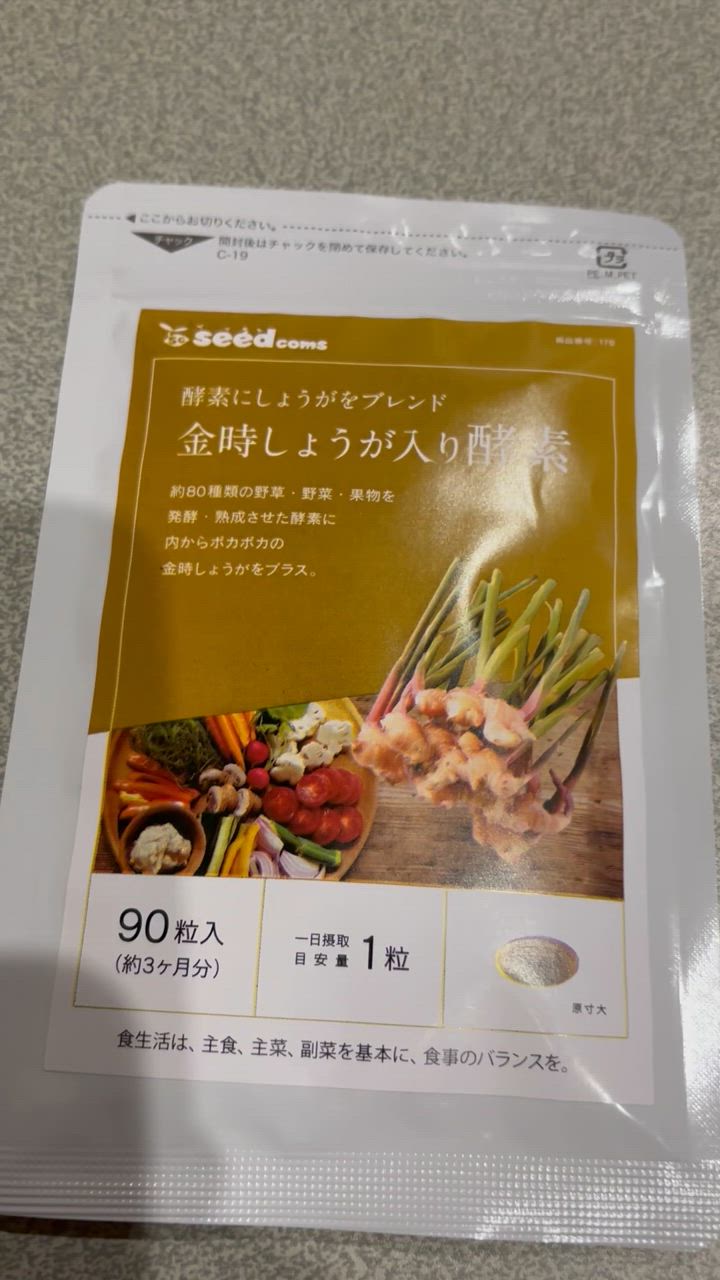 ◀ここからお切りください。
チャック
開封後はチャックを閉めて保存してください。
C-19
プラ
PE, M, PET
seedcoms
商品番号:179
酵素にしょうがをブレンド
金時しょうが入り酵素
約80種類の野草・野菜・果物を
発酵・熟成させた酵素に
内からポカポカの
金時しょうがをプラス。
90粒入
(約3ヶ月分)
一日摂取
目安量
1粒
原寸大
食生活は、主食、主菜、副菜を基本に、食事のバランスを。